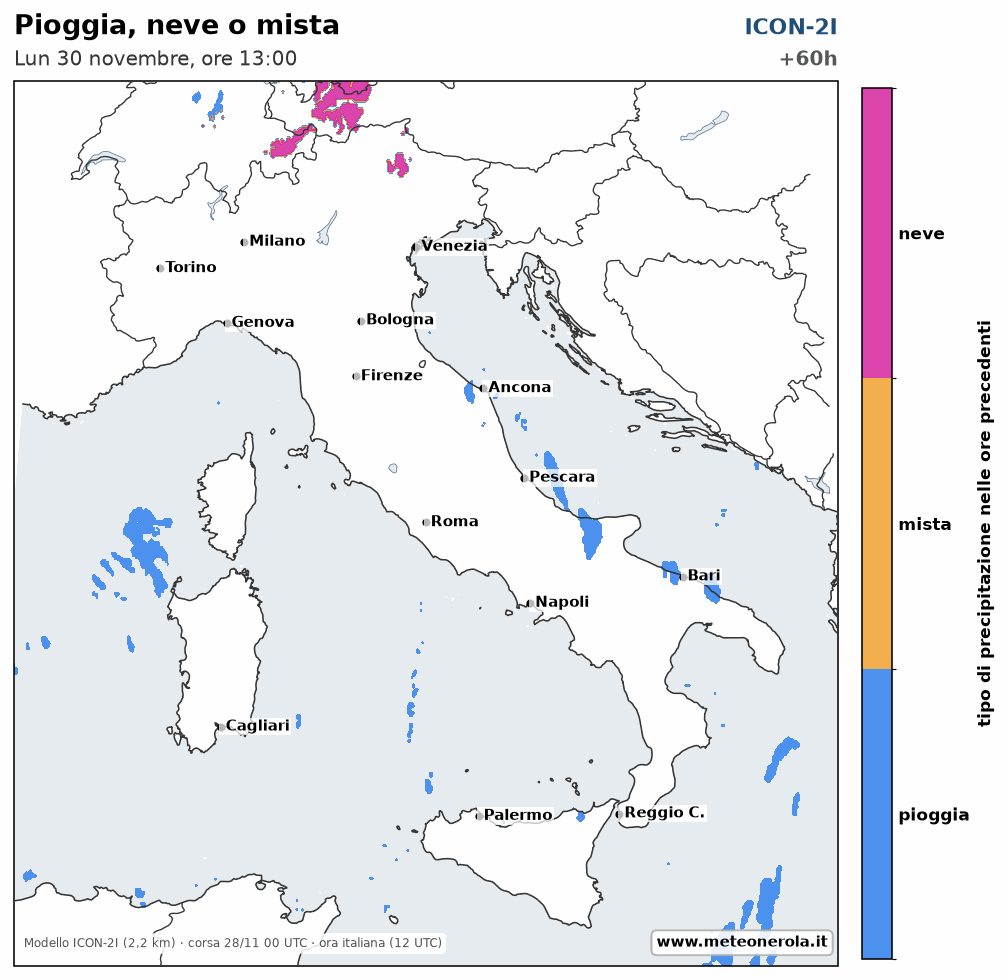 Pioggia, neve o mista
ICON-2I
Lun 30 novembre, ore 13:00
+60h
neve
mista
pioggia
tipo di precipitazione nelle ore precedenti
Milano
Venezia
Torino
Genova
Bologna
Firenze
Ancona
Pescara
Roma
Bari
Napoli
Cagliari
Palermo
Reggio C.
Modello ICON-2I (2,2 km) · corsa 28/11 00 UTC · ora italiana (12 UTC)
www.meteonerola.it